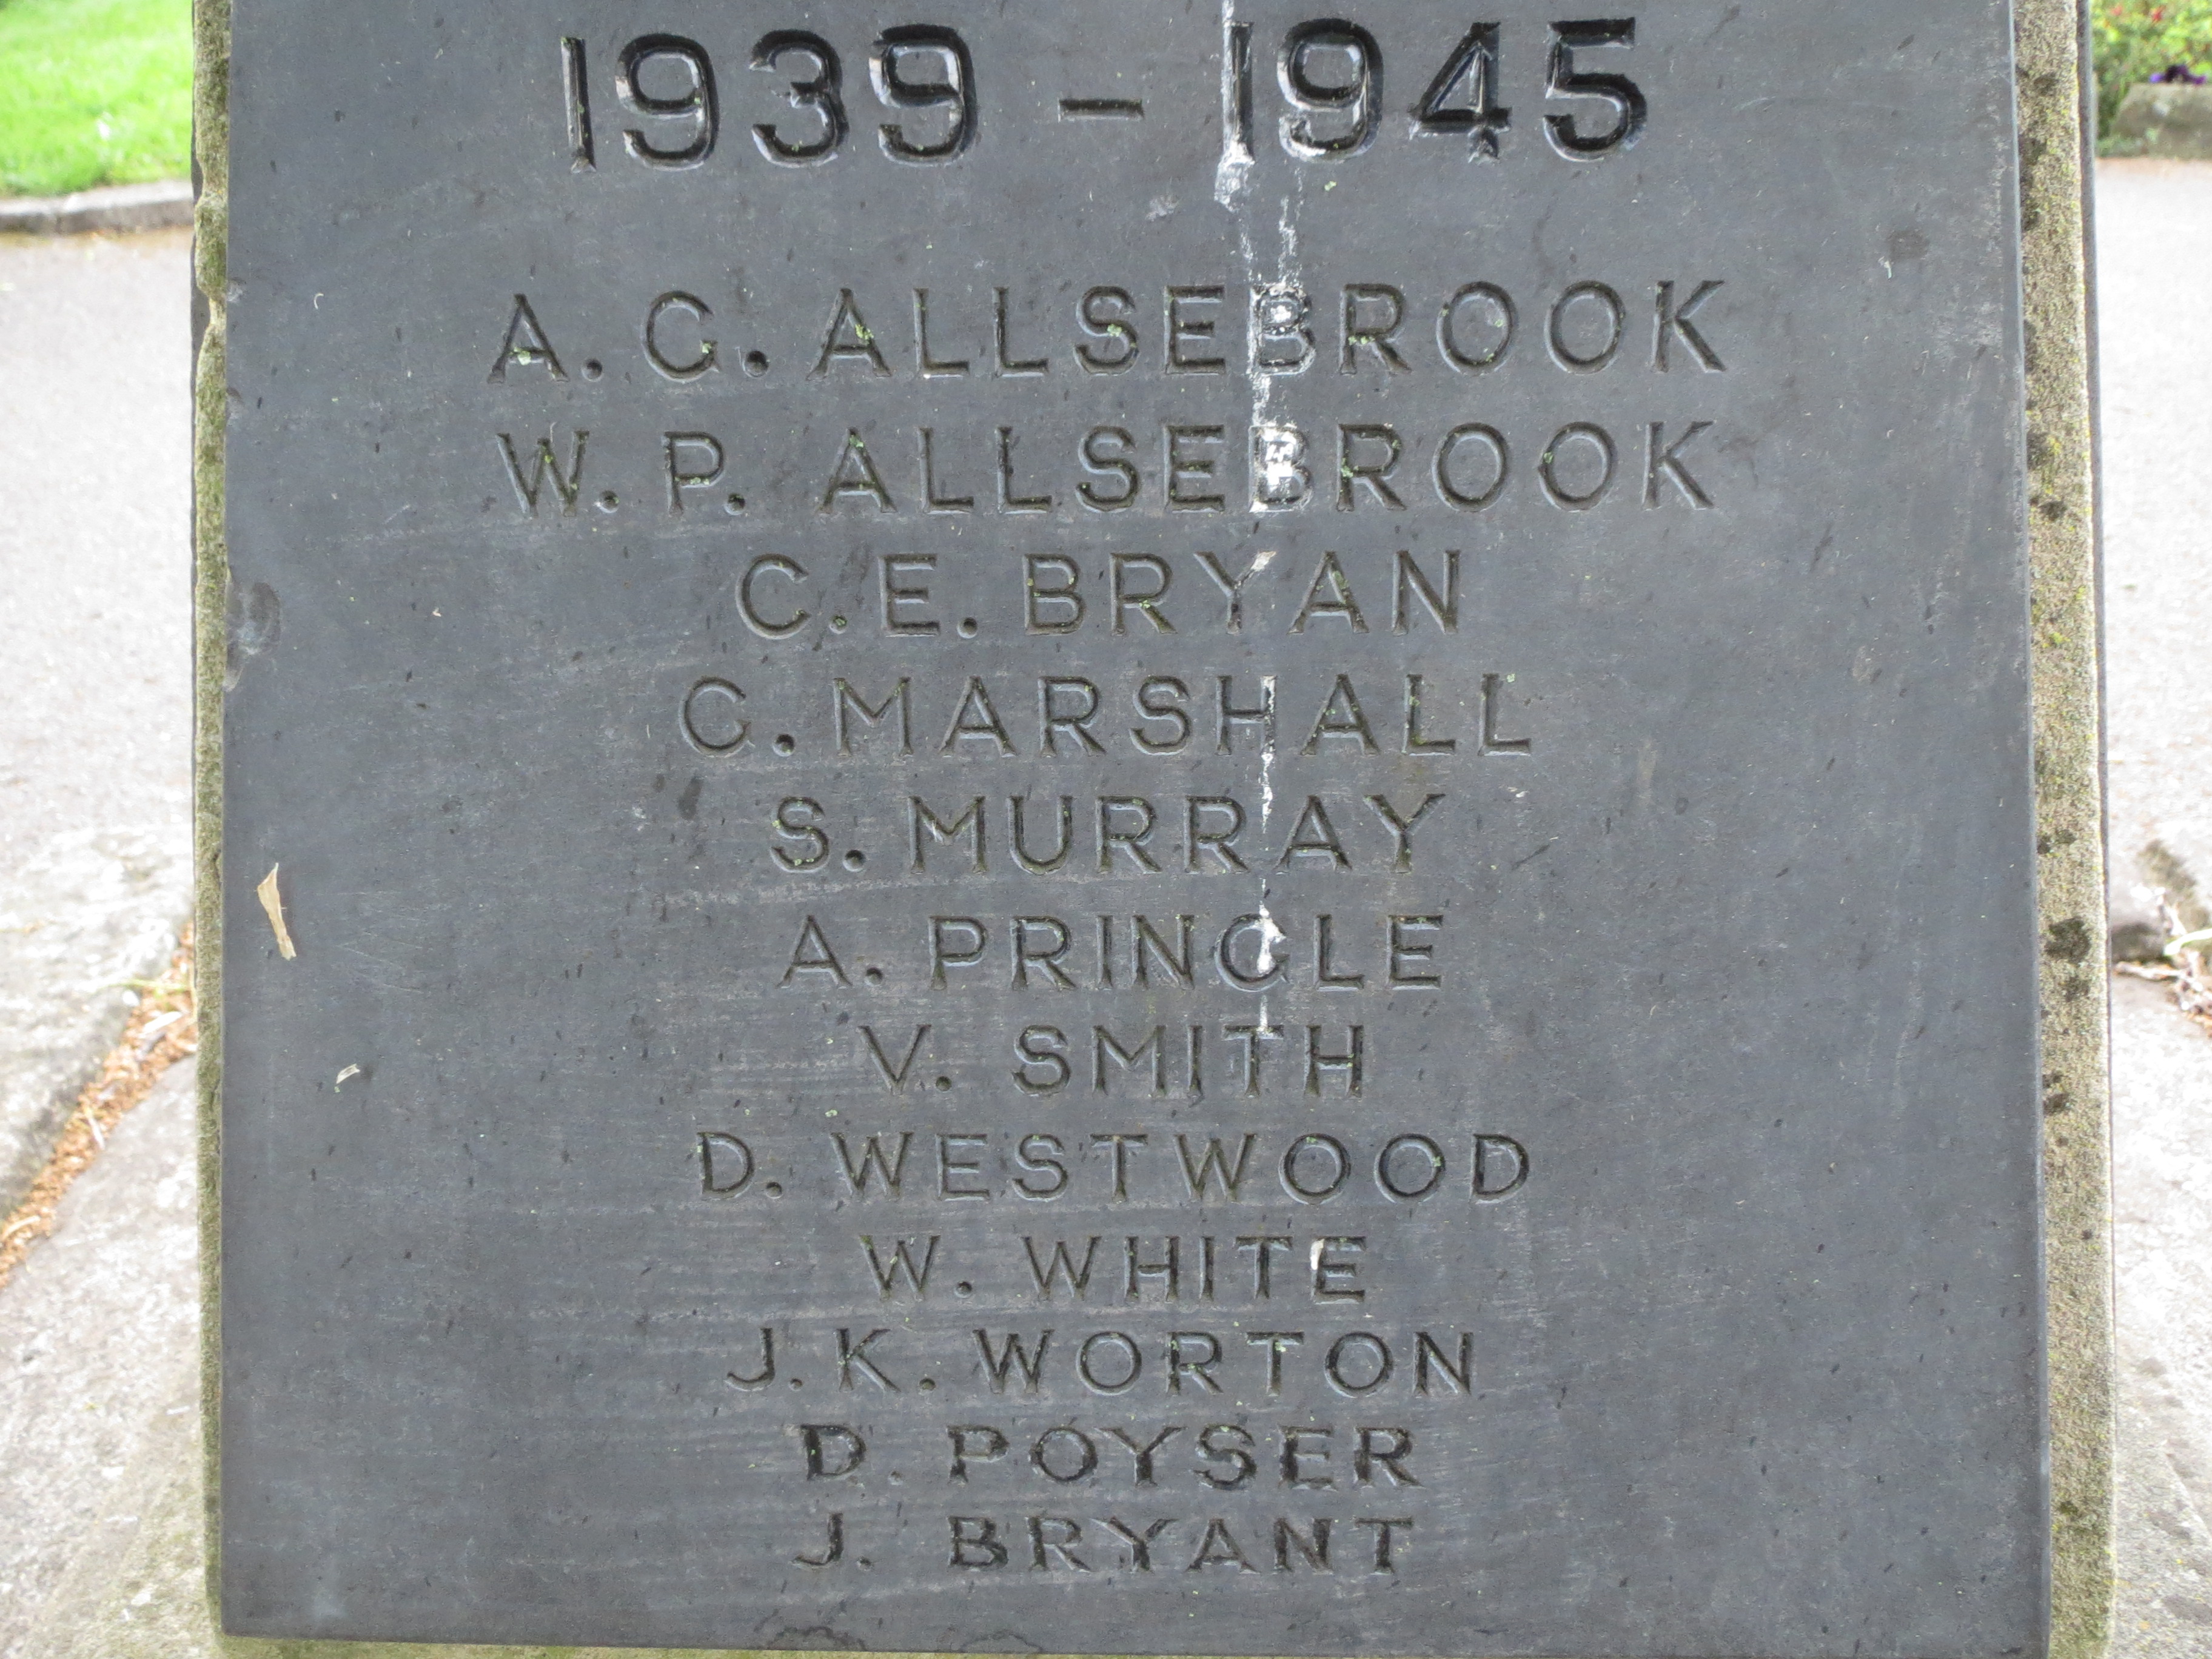 1939 – 1945
A. G. ALLSEBROOK
W. P. ALLSEBROOK
C. E. BRYAN
G. MARSHALL
S. MURRAY
A. PRINGLE
V. SMITH
D. WESTWOOD
W. WHITE
J. K. WORTON
D. POYSER
J. BRYANT